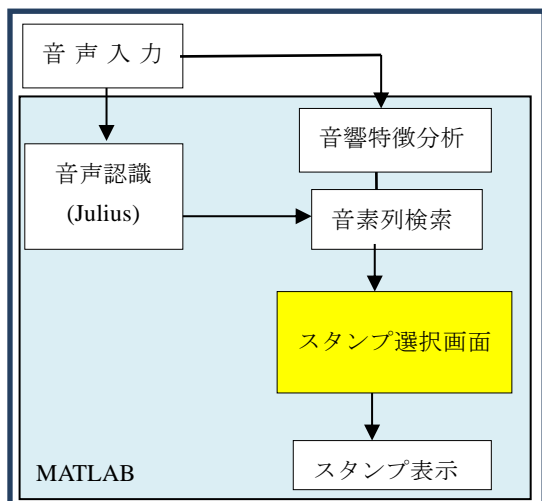 音声入力
音響特徴分析
音声認識
(Julius)
音素列検索
スタンプ選択画面
スタンプ表示
MATLAB